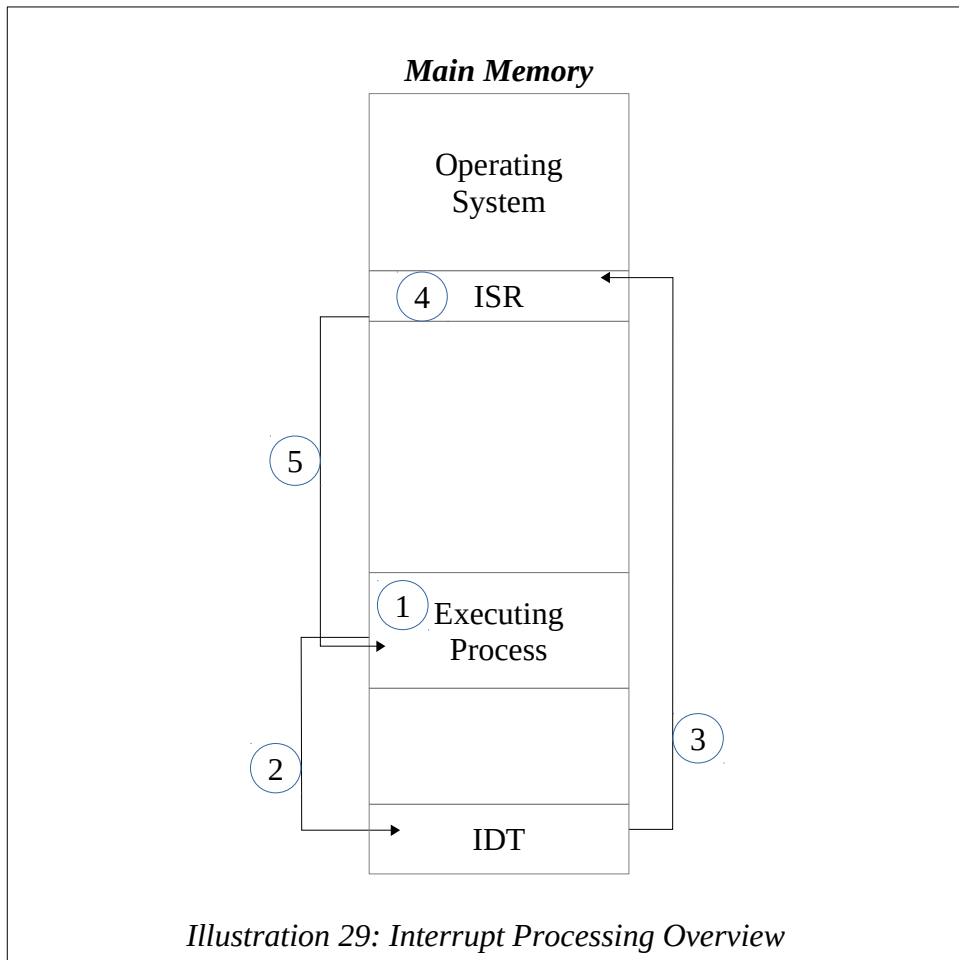 Main Memory
Operating
System
4
ISR
5
1
Executing
Process
3
2
IDT
Illustration 29: Interrupt Processing Overview